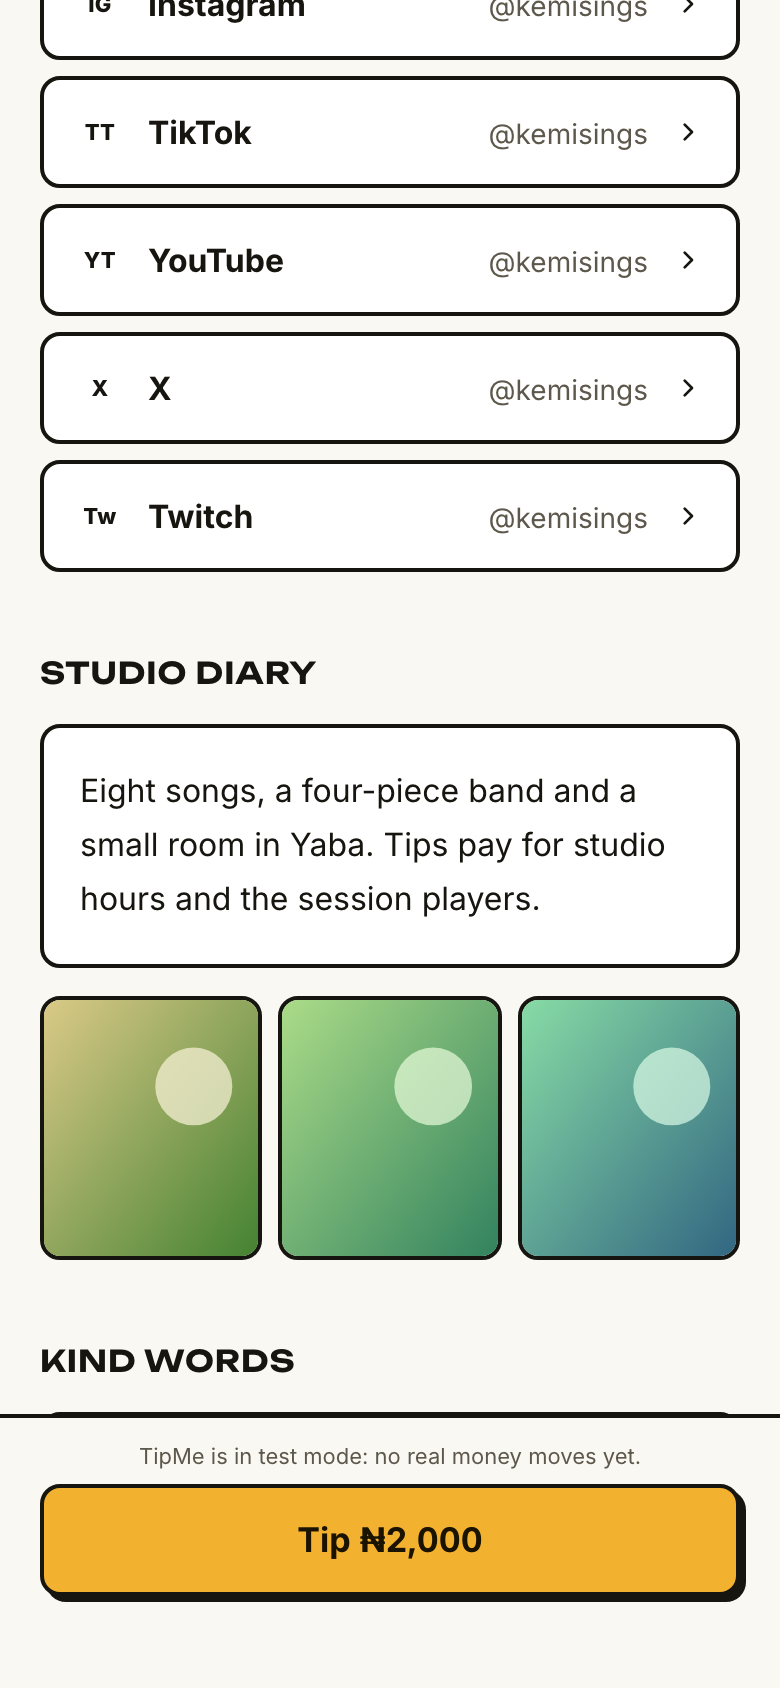 IG Instagram @kemisings
TT TikTok @kemisings
YT YouTube @kemisings
X X @kemisings
Tw Twitch @kemisings
STUDIO DIARY
Eight songs, a four-piece band and a
small room in Yaba. Tips pay for studio
hours and the session players.
KIND WORDS
TipMe is in test mode: no real money moves yet.
Tip ₦2,000